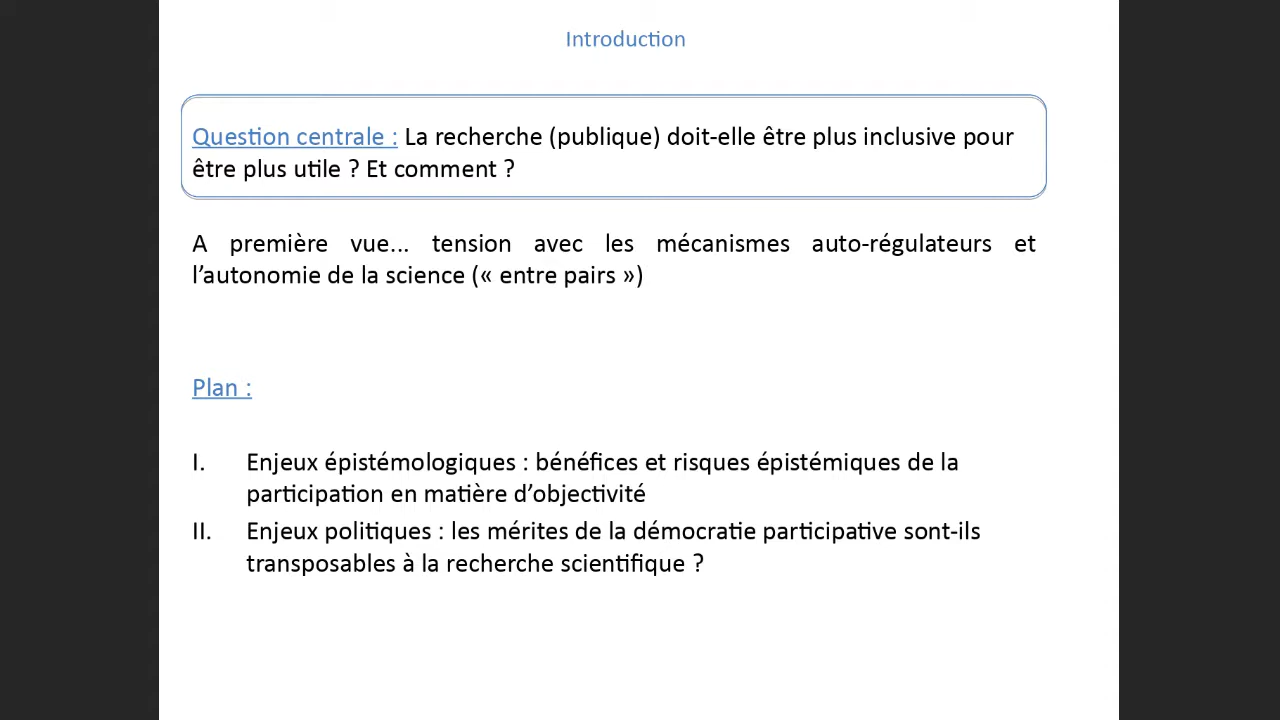 Introduction
Question centrale : La recherche (publique) doit-elle être plus inclusive pour
être plus utile ? Et comment ?
A première vue... tension avec les mécanismes auto-régulateurs et
l’autonomie de la science (« entre pairs »)
Plan :
I. Enjeux épistémologiques : bénéfices et risques épistémiques de la
participation en matière d’objectivité
II. Enjeux politiques : les mérites de la démocratie participative sont-ils
transposables à la recherche scientifique ?